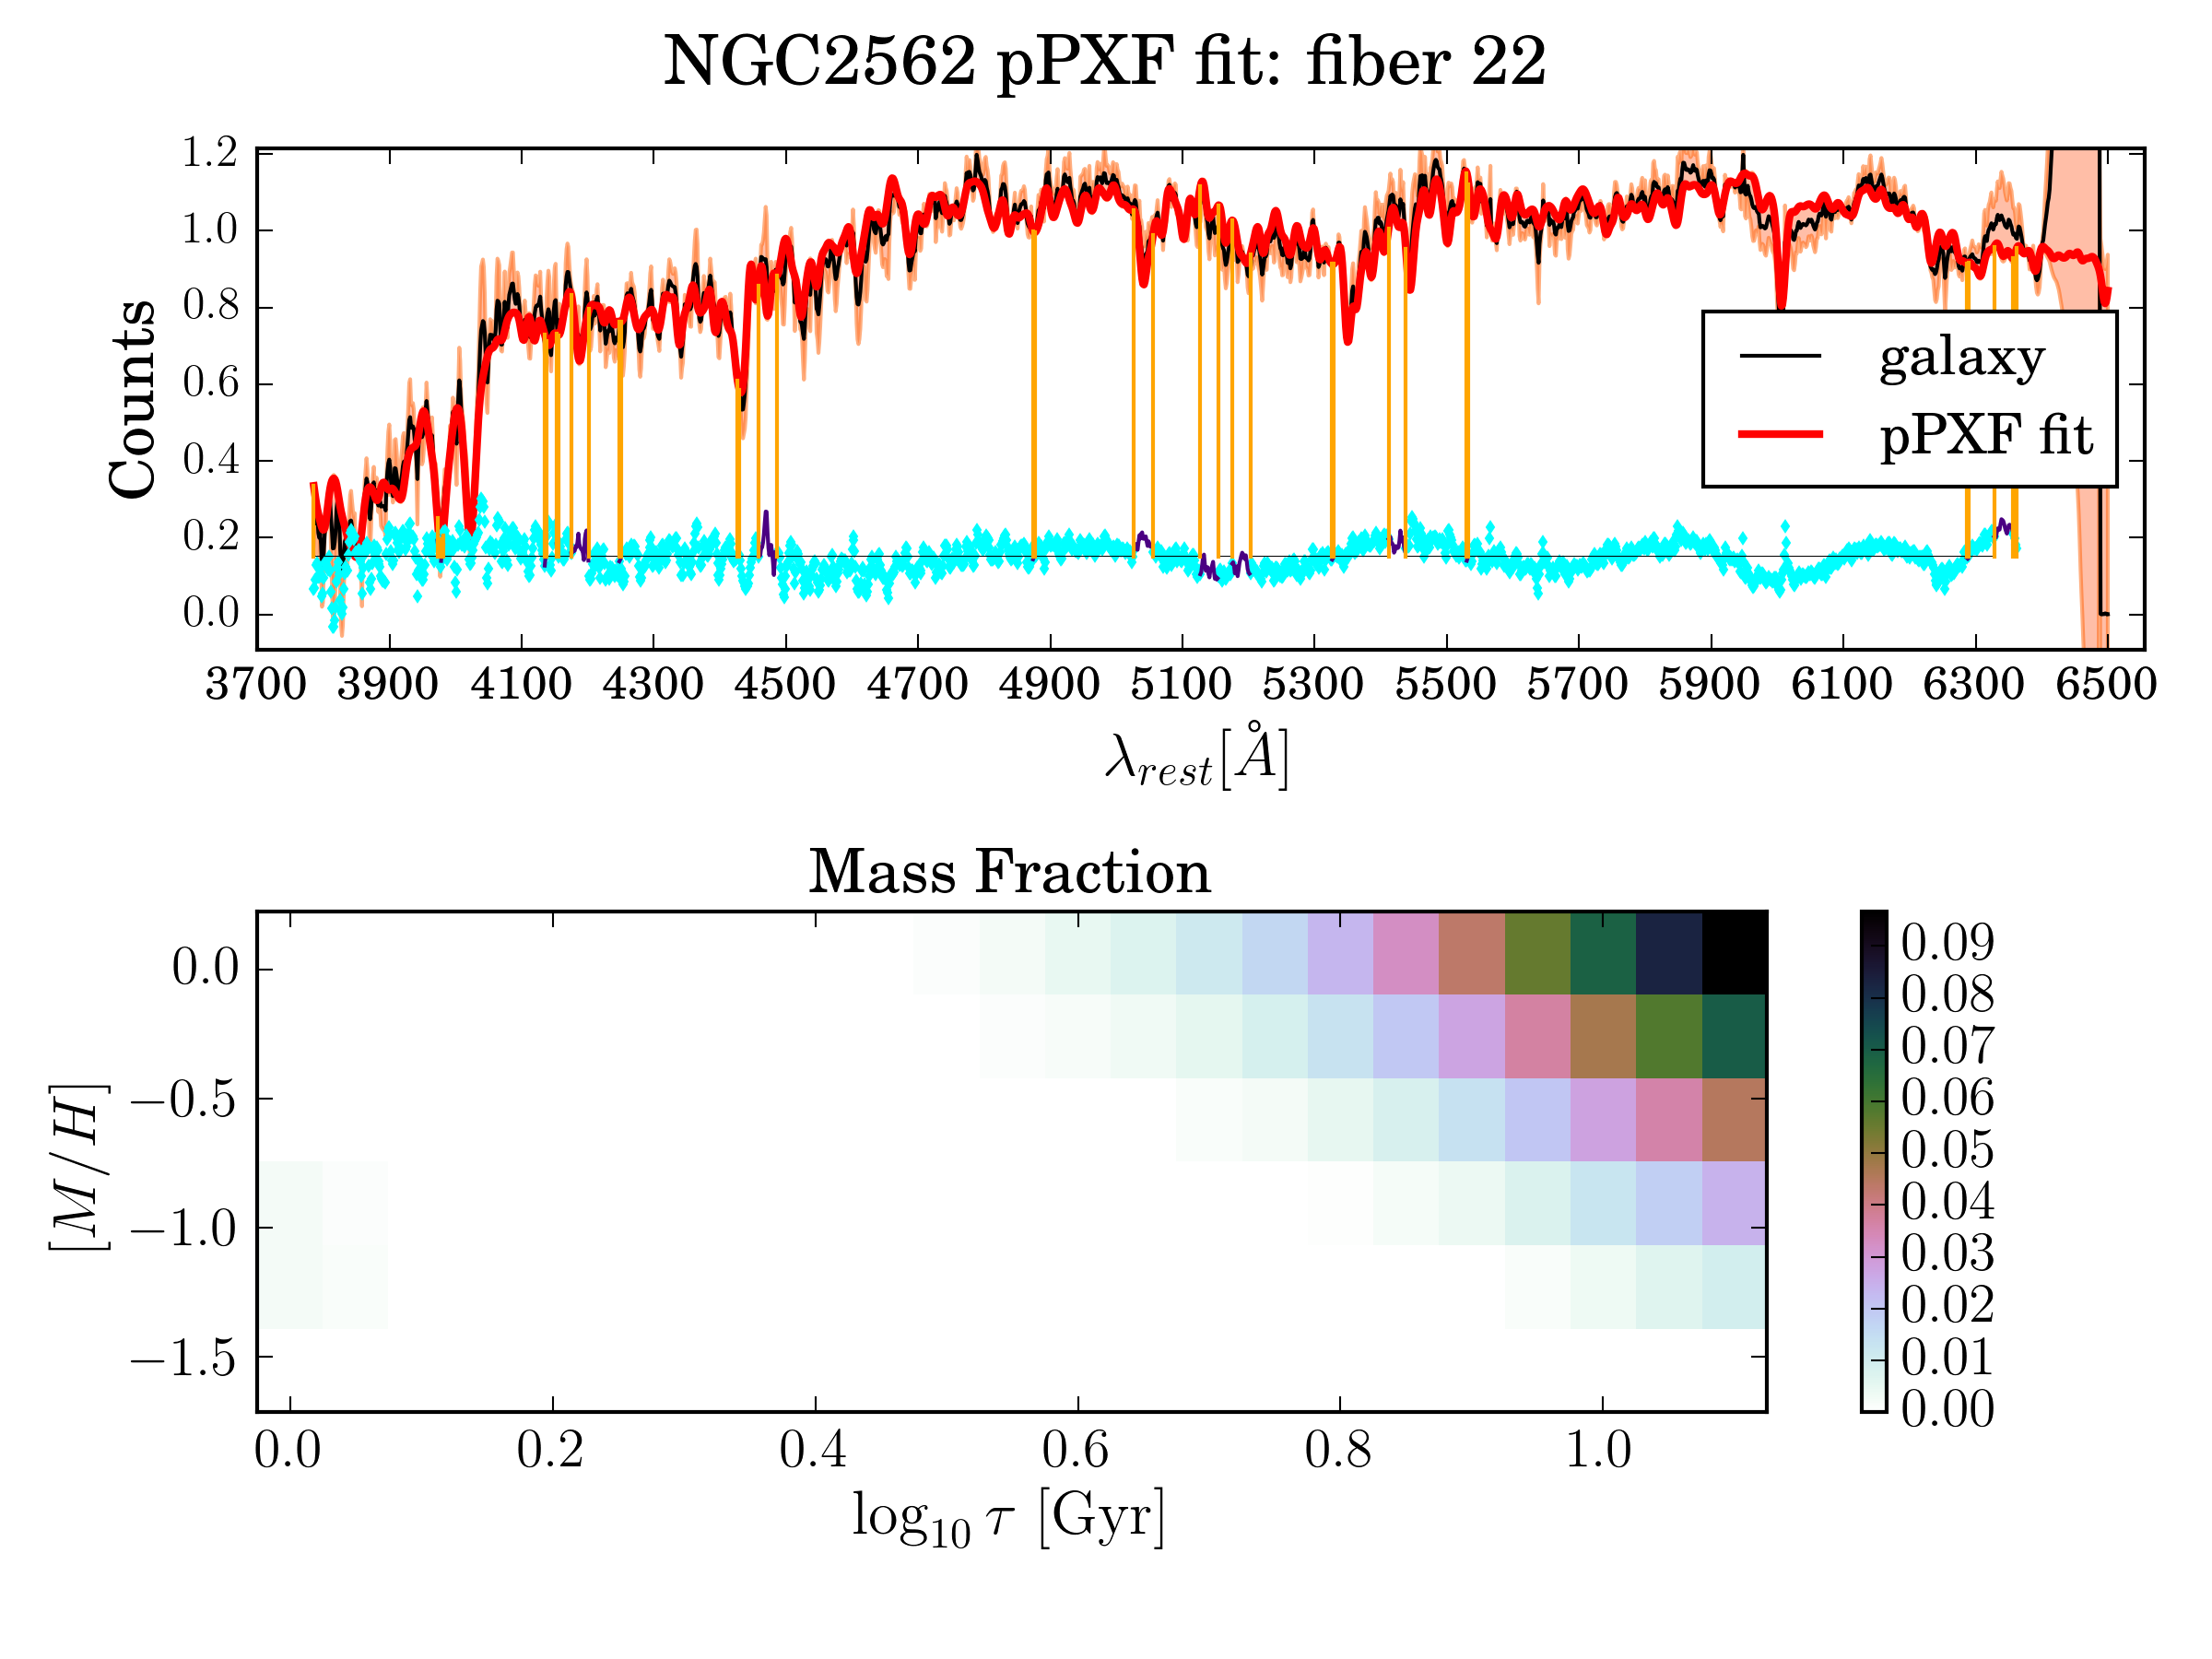 NGC2562 pPXF fit: fiber 22
Counts
1.2
1.0
0.8
0.6
0.4
0.2
0.0
galaxy
pPXF fit
3700 3900 4100 4300 4500 4700 4900 5100 5300 5500 5700 5900 6100 6300 6500
λrest[Å]
Mass Fraction
[M/H]
0.0
−0.5
−1.0
−1.5
0.0 0.2 0.4 0.6 0.8 1.0
log10 τ [Gyr]
0.09
0.08
0.07
0.06
0.05
0.04
0.03
0.02
0.01
0.00